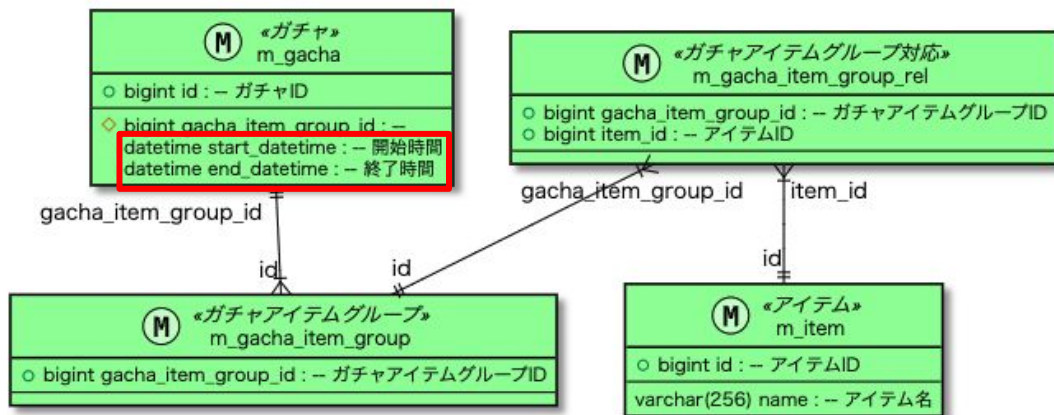 M
«ガチャ»
m_gacha
bigint id : -- ガチャID
bigint gacha_item_group_id : --
datetime start_datetime : -- 開始時間
datetime end_datetime : -- 終了時間
M
«ガチャアイテムグループ対応»
m_gacha_item_group_rel
bigint gacha_item_group_id : -- ガチャアイテムグループID
bigint item_id : -- アイテムID
gacha_item_group_id
gacha_item_group_id
item_id
id
id
id
M
«ガチャアイテムグループ»
m_gacha_item_group
bigint gacha_item_group_id : -- ガチャアイテムグループID
M
«アイテム»
m_item
bigint id : -- アイテムID
varchar(256) name : -- アイテム名